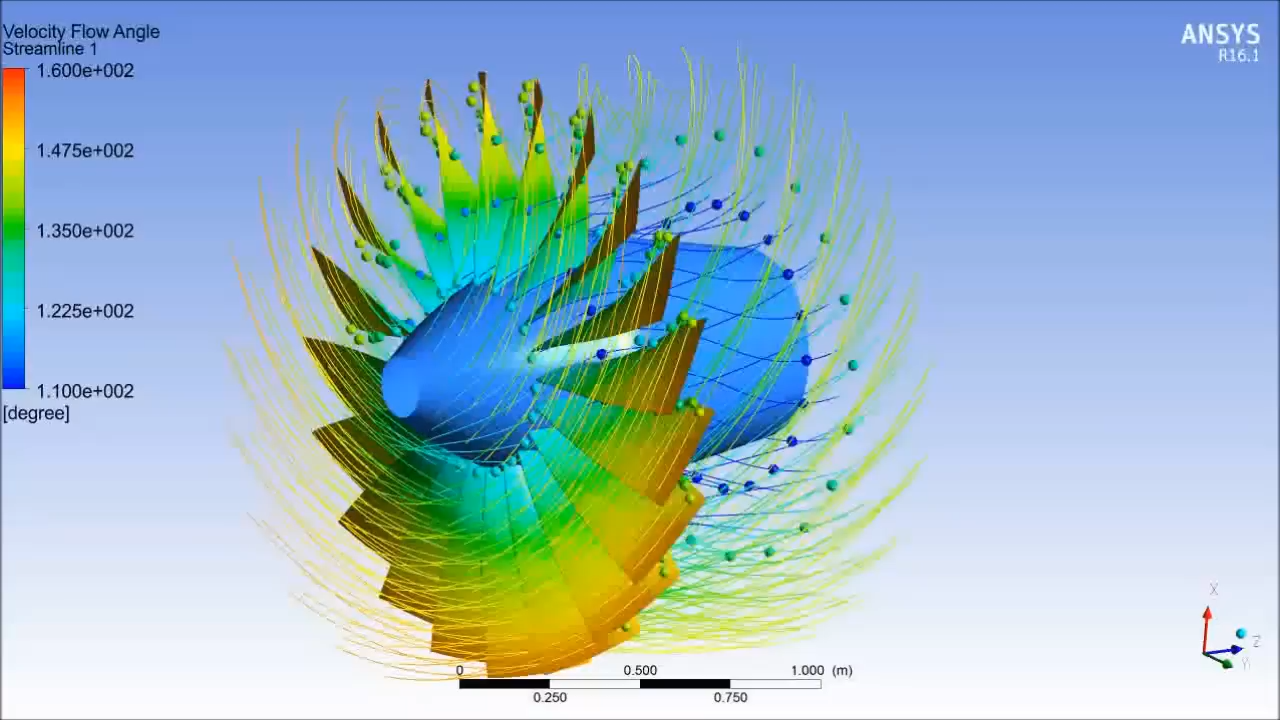 Velocity Flow Angle
Streamline 1
1.600e+002
1.475e+002
1.350e+002
1.225e+002
1.100e+002
[degree]
ANSYS
R16.1
X
Z
Y
0 0.500 1.000 (m)
0.250 0.750